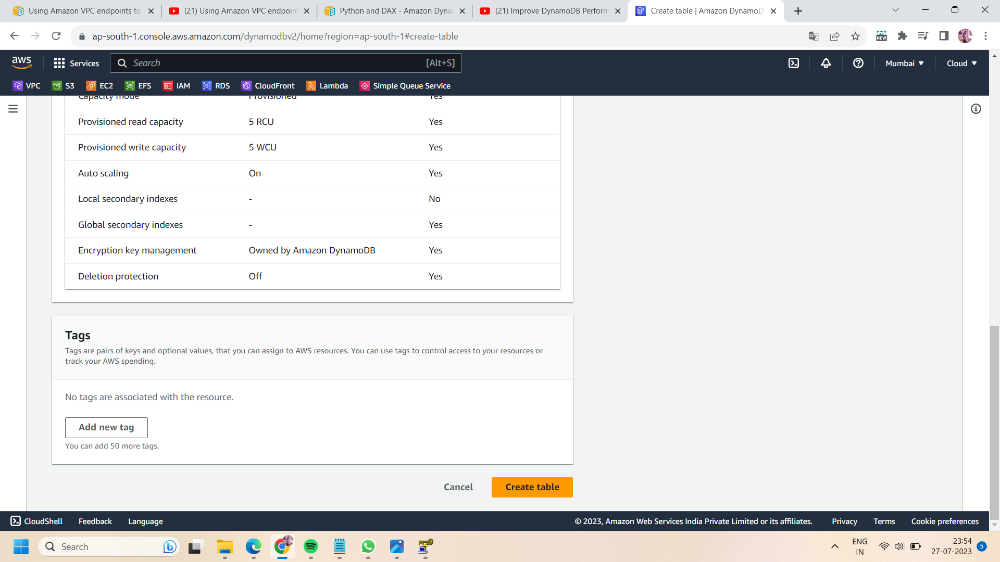 Using Amazon VPC endpoints to
(21) Using Amazon VPC endpoin
Python and DAX - Amazon Dyna
(21) Improve DynamoDB Perform
Create table | Amazon DynamoD
ap-south-1.console.aws.amazon.com/dynamodbv2/home?region=ap-south-1#create-table
NEW
aws
Services
Search
[Alt+S]
Mumbai
Cloud
VPC
S3
EC2
EFS
IAM
RDS
CloudFront
Lambda
Simple Queue Service
Capacity mode Provisioned Yes
Provisioned read capacity 5 RCU Yes
Provisioned write capacity 5 WCU Yes
Auto scaling On Yes
Local secondary indexes - No
Global secondary indexes - Yes
Encryption key management Owned by Amazon DynamoDB Yes
Deletion protection Off Yes
Tags
Tags are pairs of keys and optional values, that you can assign to AWS resources. You can use tags to control access to your resources or
track your AWS spending.
No tags are associated with the resource.
Add new tag
You can add 50 more tags.
Cancel
Create table
CloudShell
Feedback
Language
© 2023, Amazon Web Services India Private Limited or its affiliates.
Privacy
Terms
Cookie preferences
Search
ENG
IN
23:54
27-07-2023
5